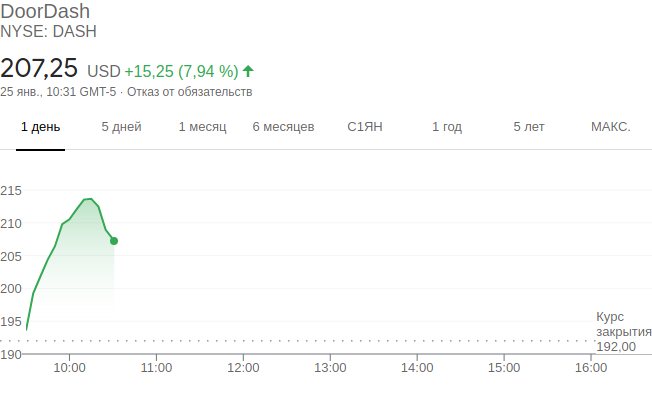 DoorDash
NYSE: DASH
207,25 USD +15,25 (7,94 %)
25 янв., 10:31 GMT-5 · Отказ от обязательств
1 день 5 дней 1 месяц 6 месяцев С1ЯН 1 год 5 лет МАКС.
215
210
205
200
195
190
Курс
закрытия
192,00
10:00 11:00 12:00 13:00 14:00 15:00 16:00